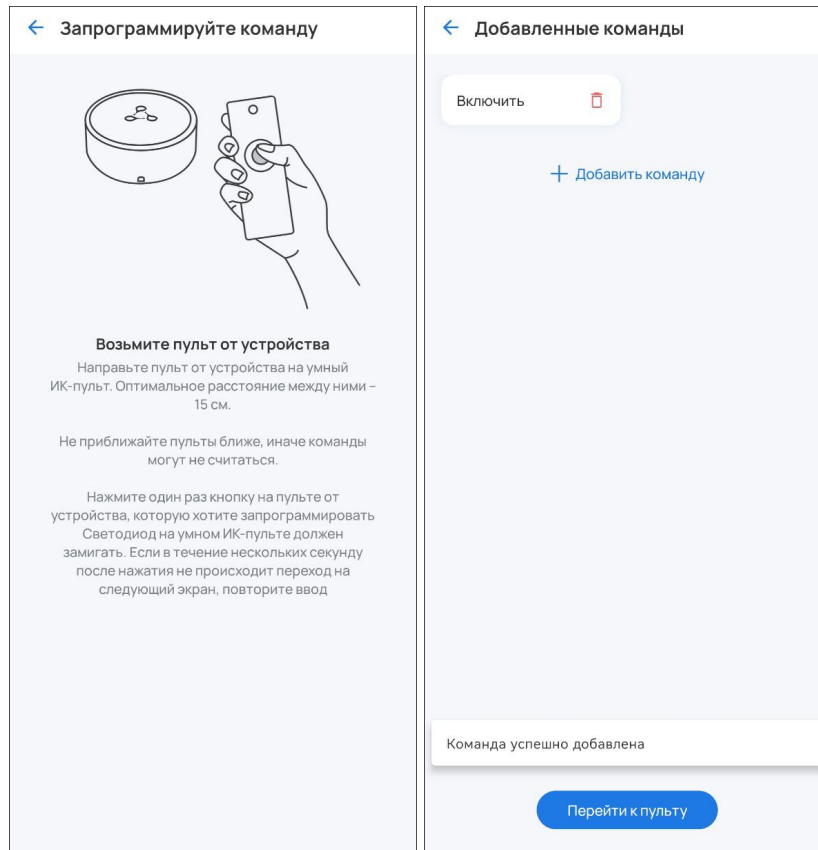 Запрограммируйте команду
Возьмите пульт от устройства
Направьте пульт от устройства на умный
ИК-пульт. Оптимальное расстояние между ними –
15 см.
Не приближайте пульты ближе, иначе команды
могут не считаться.
Нажмите один раз кнопку на пульте от
устройства, которую хотите запрограммировать
Светодиод на умном ИК-пульте должен
замигать. Если в течение нескольких секунду
после нажатия не происходит переход на
следующий экран, повторите ввод
Добавленные команды
Включить
Добавить команду
Команда успешно добавлена
Перейти к пульту